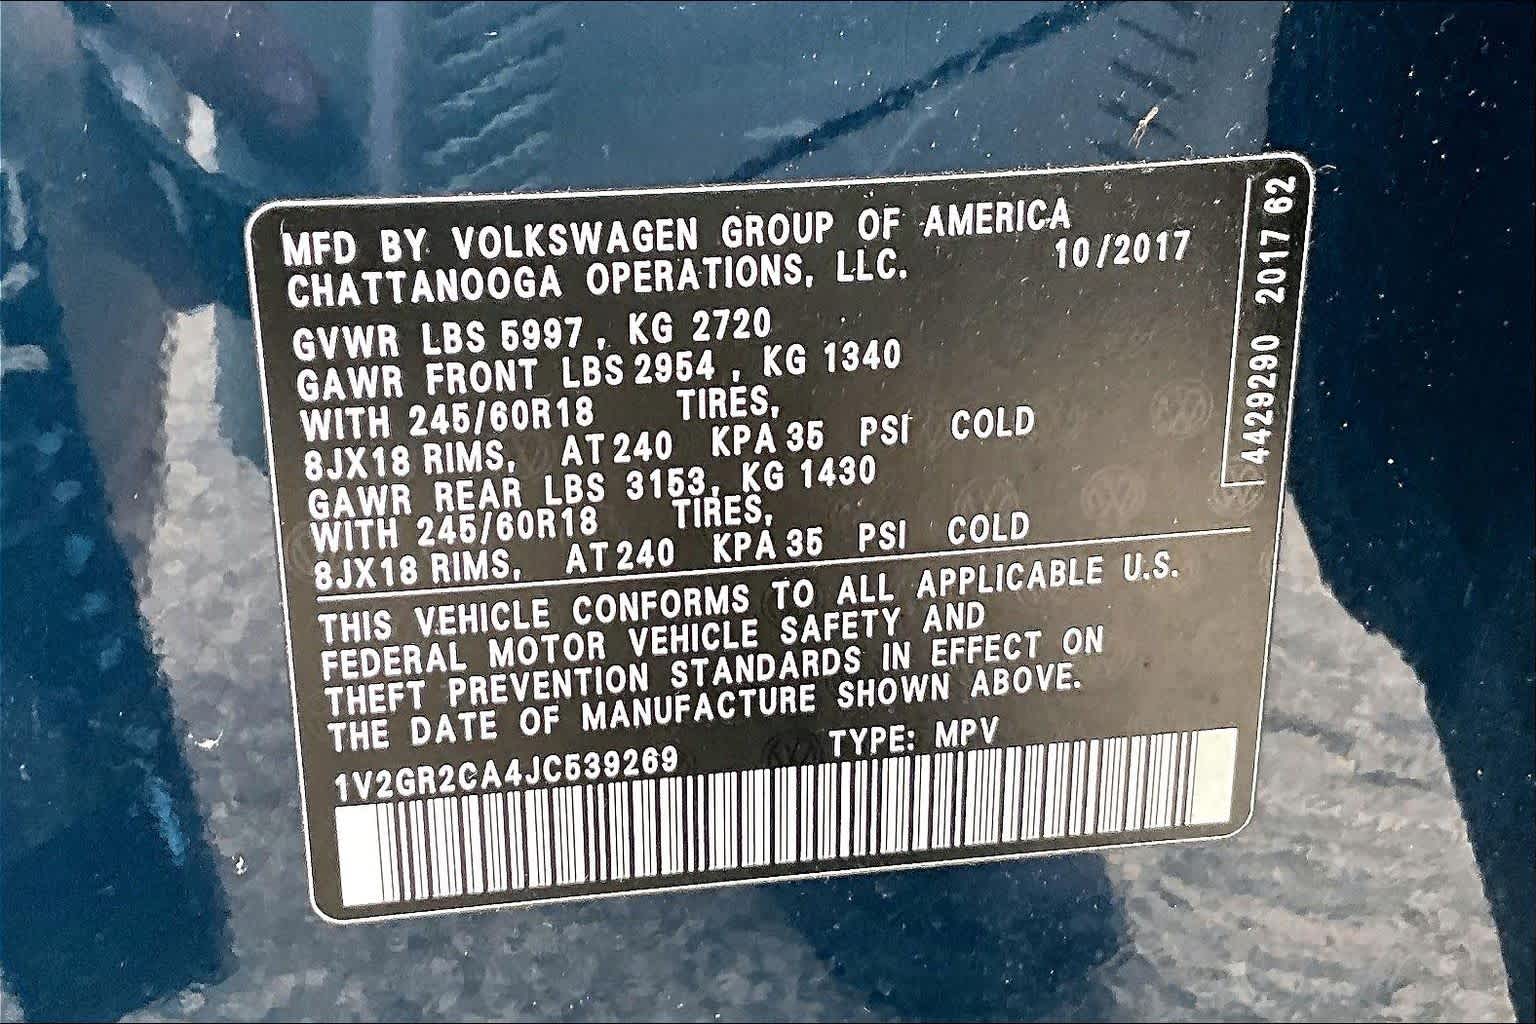 MFD BY VOLKSWAGEN GROUP OF AMERICA
CHATTANOOGA OPERATIONS, LLC. 10/2017
GVWR LBS 5997, KG 2720
GAWR FRONT LBS 2954, KG 1340
WITH 245/60R18 TIRES,
8JX18 RIMS, AT 240 KPA 35 PSI COLD
GAWR REAR LBS 3153, KG 1430
WITH 245/60R18 TIRES,
8JX18 RIMS, AT 240 KPA 35 PSI COLD
THIS VEHICLE CONFORMS TO ALL APPLICABLE U.S.
FEDERAL MOTOR VEHICLE SAFETY AND
THEFT PREVENTION STANDARDS IN EFFECT ON
THE DATE OF MANUFACTURE SHOWN ABOVE.
1V2GR2CA4JC539269 TYPE: MPV
4429290 2017 62